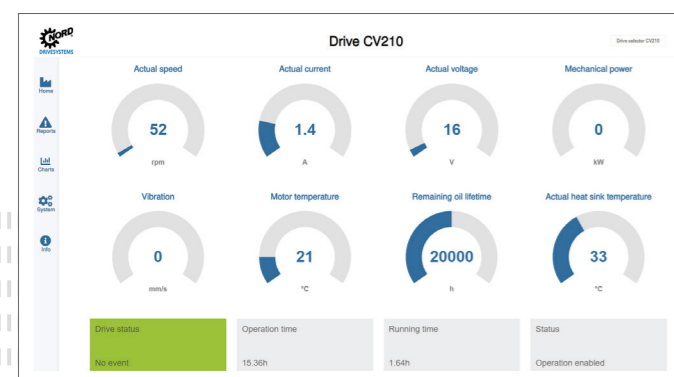 NORD
DRIVESYSTEMS
Drive CV210
Drive selector CV210
Home
Reports
Charts
System
Info
Actual speed
52
rpm
Actual current
1.4
A
Actual voltage
16
V
Mechanical power
0
kW
Vibration
0
mm/s
Motor temperature
21
°C
Remaining oil lifetime
20000
h
Actual heat sink temperature
33
°C
Drive status
No event
Operation time
15.36h
Running time
1.64h
Status
Operation enabled